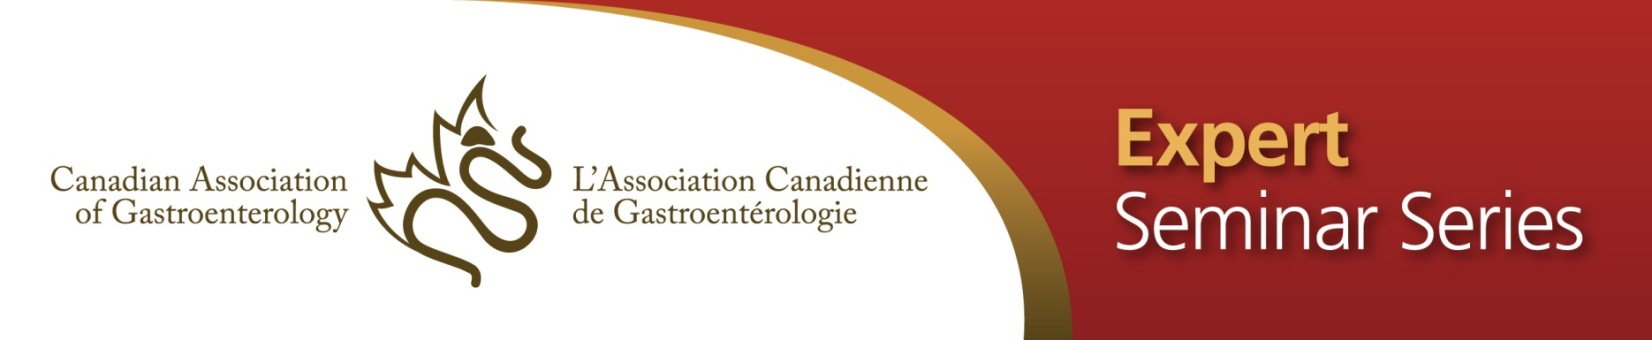 Canadian Association
of Gastroenterology
L'Association Canadienne
de Gastroentérologie
Expert
Seminar Series